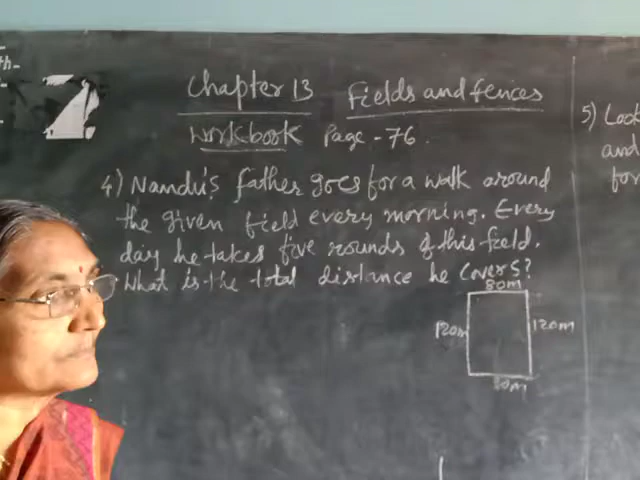 th-
Chapter 13 Fields and fences
Workbook Page - 76.
4) Nandu's father goes for a walk around
the given field every morning. Every
day he takes five rounds of this field.
What is the total distance he covers?
80m
120m 120m
80m
5) Look
and
for